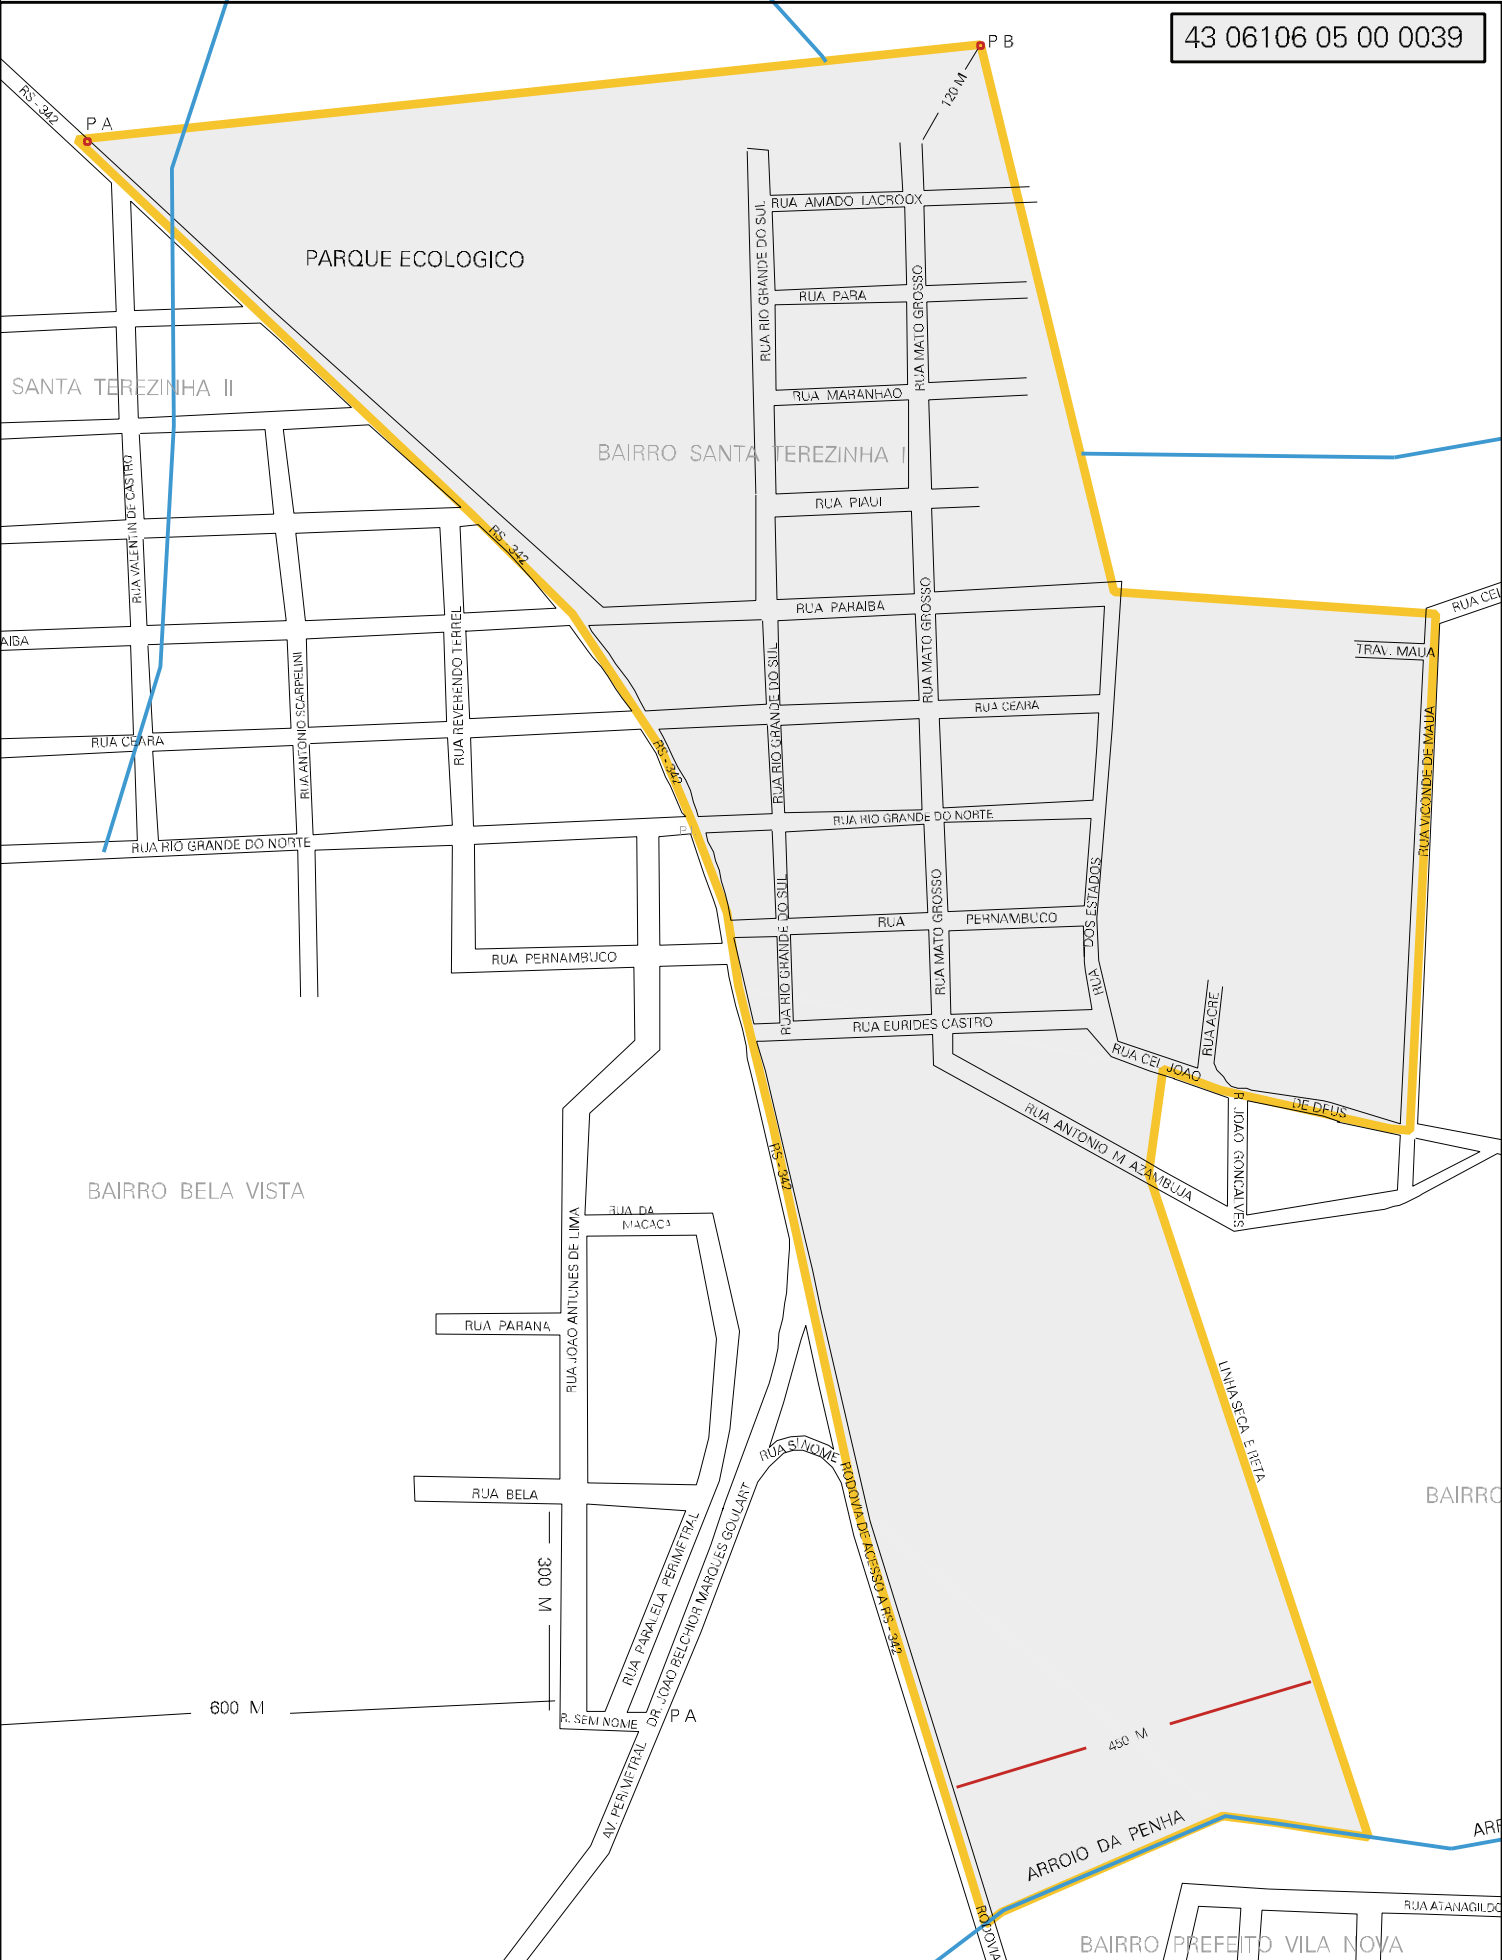 43 06106 05 00 0039
P B
120 M
RS - 342
P A
RUA AMADO LACROOX
RUA RIO GRANDE DO SUL
PARQUE ECOLOGICO
RUA PARA
RUA MATO GROSSO
SANTA TEREZINHA II
RUA MARANHAO
BAIRRO SANTA TEREZINHA I
RUA VALENTIN DE CASTRO
RUA PIAUI
RS - 342
RUA CEL
RUA PARAIBA
RUA MATO GROSSO
AIBA
TRAV. MAUA
RUA ANTONIO SCARPELINI
RUA REVERENDO TERREL
RUA RIO GRANDE DO SUL
RUA CEARA
RUA CEARA
RUA VICONDE DE MAUA
RS - 342
RUA RIO GRANDE DO NORTE
P
RUA RIO GRANDE DO NORTE
RUA RIO GRANDE DO SUL
RUA MATO GROSSO
RUA PERNAMBUCO
RUA DOS ESTADOS
RUA PERNAMBUCO
RUA EURIDES CASTRO
RUA ACRE
RUA CEL JOAO DE DEUS
R. JOAO GONCALVES
RUA ANTONIO M AZAMBUJA
RS - 342
BAIRRO BELA VISTA
RUA DA
MACACA
RUA JOAO ANTUNES DE LIMA
RUA PARANA
LINHA SECA E RETA
RUA S\NOME
RODOVIA DE ACESSO A RS - 342
RUA BELA
BAIRRO
300 M
RUA PARALELA PERIMETRAL
DR. JOAO BELCHIOR MARQUES GOULART
600 M
R. SEM NOME
P A
450 M
AV. PERIMETRAL
ARROIO DA PENHA
ARR
RODOVIA
RUA ATANAGILDO
BAIRRO PREFEITO VILA NOVA